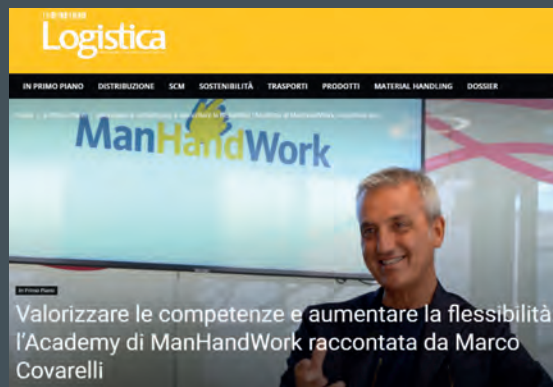 Logistica
IN PRIMO PIANO DISTRIBUZIONE SCM SOSTENIBILITÀ TRASPORTI PRODOTTI MATERIAL HANDLING DOSSIER
ManHandWork
In Primo Piano
Valorizzare le competenze e aumentare la flessibilità
l'Academy di ManHandWork raccontata da Marco
Covarelli